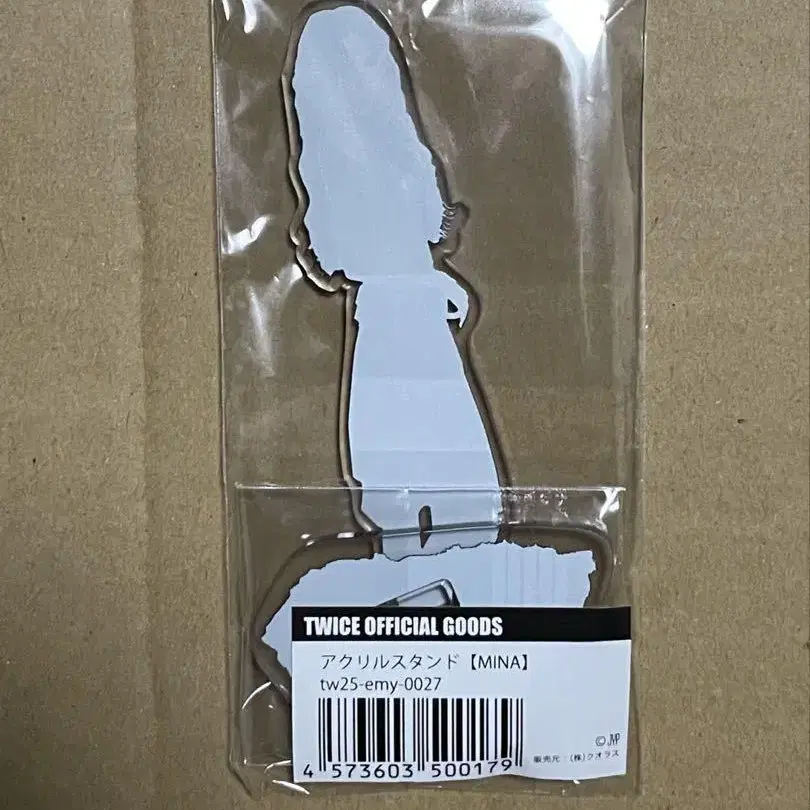 TWICE OFFICIAL GOODS
アクリルスタンド【MINA】
tw25-emy-0027
4 573603 500179
© JYP
販売元：(株)クオラス